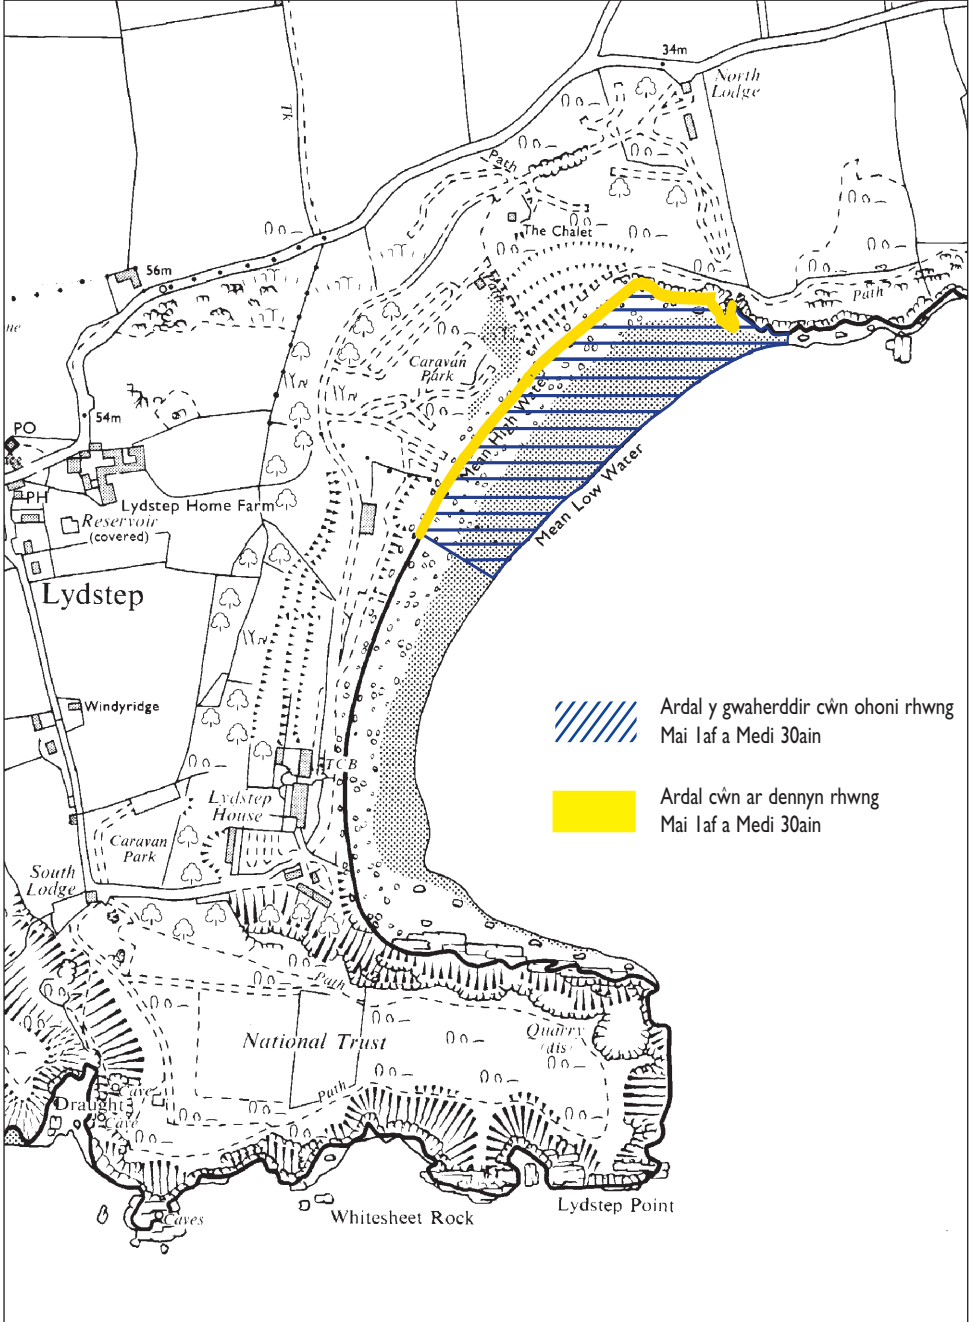 34m
North
Lodge
Tk
Path
The Chalet
56m
Path
Path
Caravan
Park
54m
PO
Mean High Water
PH
Lydstep Home Farm
Reservoir
(covered)
Mean Low Water
Lydstep
Windyridge
Ardal y gwaherddir cŵn ohoni rhwng
Mai 1af a Medi 30ain
TCB
Lydstep
House
Ardal cŵn ar dennyn rhwng
Mai 1af a Medi 30ain
Caravan
Park
South
Lodge
Path
National Trust
Quarry
(dis)
Path
Cave
Draught
Cave
Caves
Whitesheet Rock
Lydstep Point